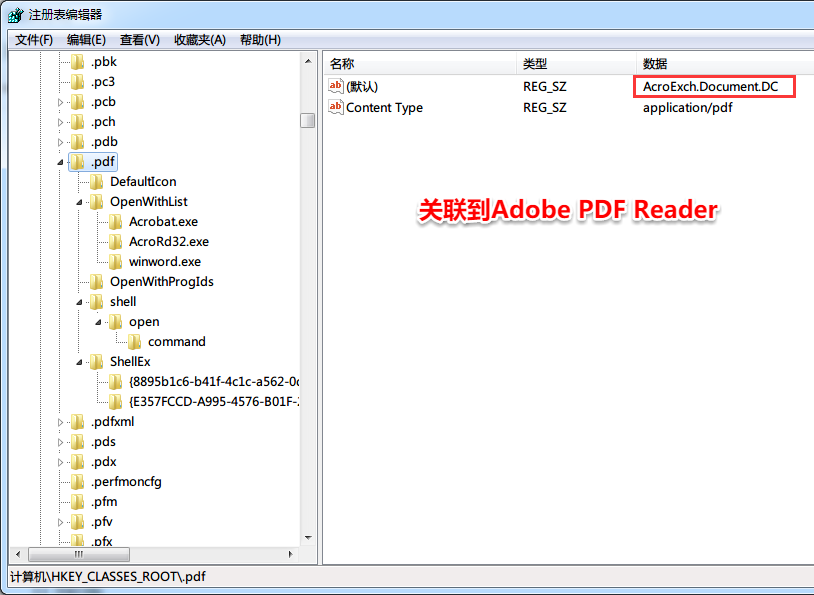 注册表编辑器
文件(F) 编辑(E) 查看(V) 收藏夹(A) 帮助(H)
.pbk
.pc3
.pcb
.pch
.pdb
.pdf
DefaultIcon
OpenWithList
Acrobat.exe
AcroRd32.exe
winword.exe
OpenWithProgIds
shell
open
command
ShellEx
{8895b1c6-b41f-4c1c-a562-0
{E357FCCD-A995-4576-B01F-
.pdfxml
.pds
.pdx
.perfmoncfg
.pfm
.pfv
.pfx
名称 类型 数据
ab (默认) REG_SZ AcroExch.Document.DC
ab Content Type REG_SZ application/pdf
关联到Adobe PDF Reader
计算机\HKEY_CLASSES_ROOT\.pdf